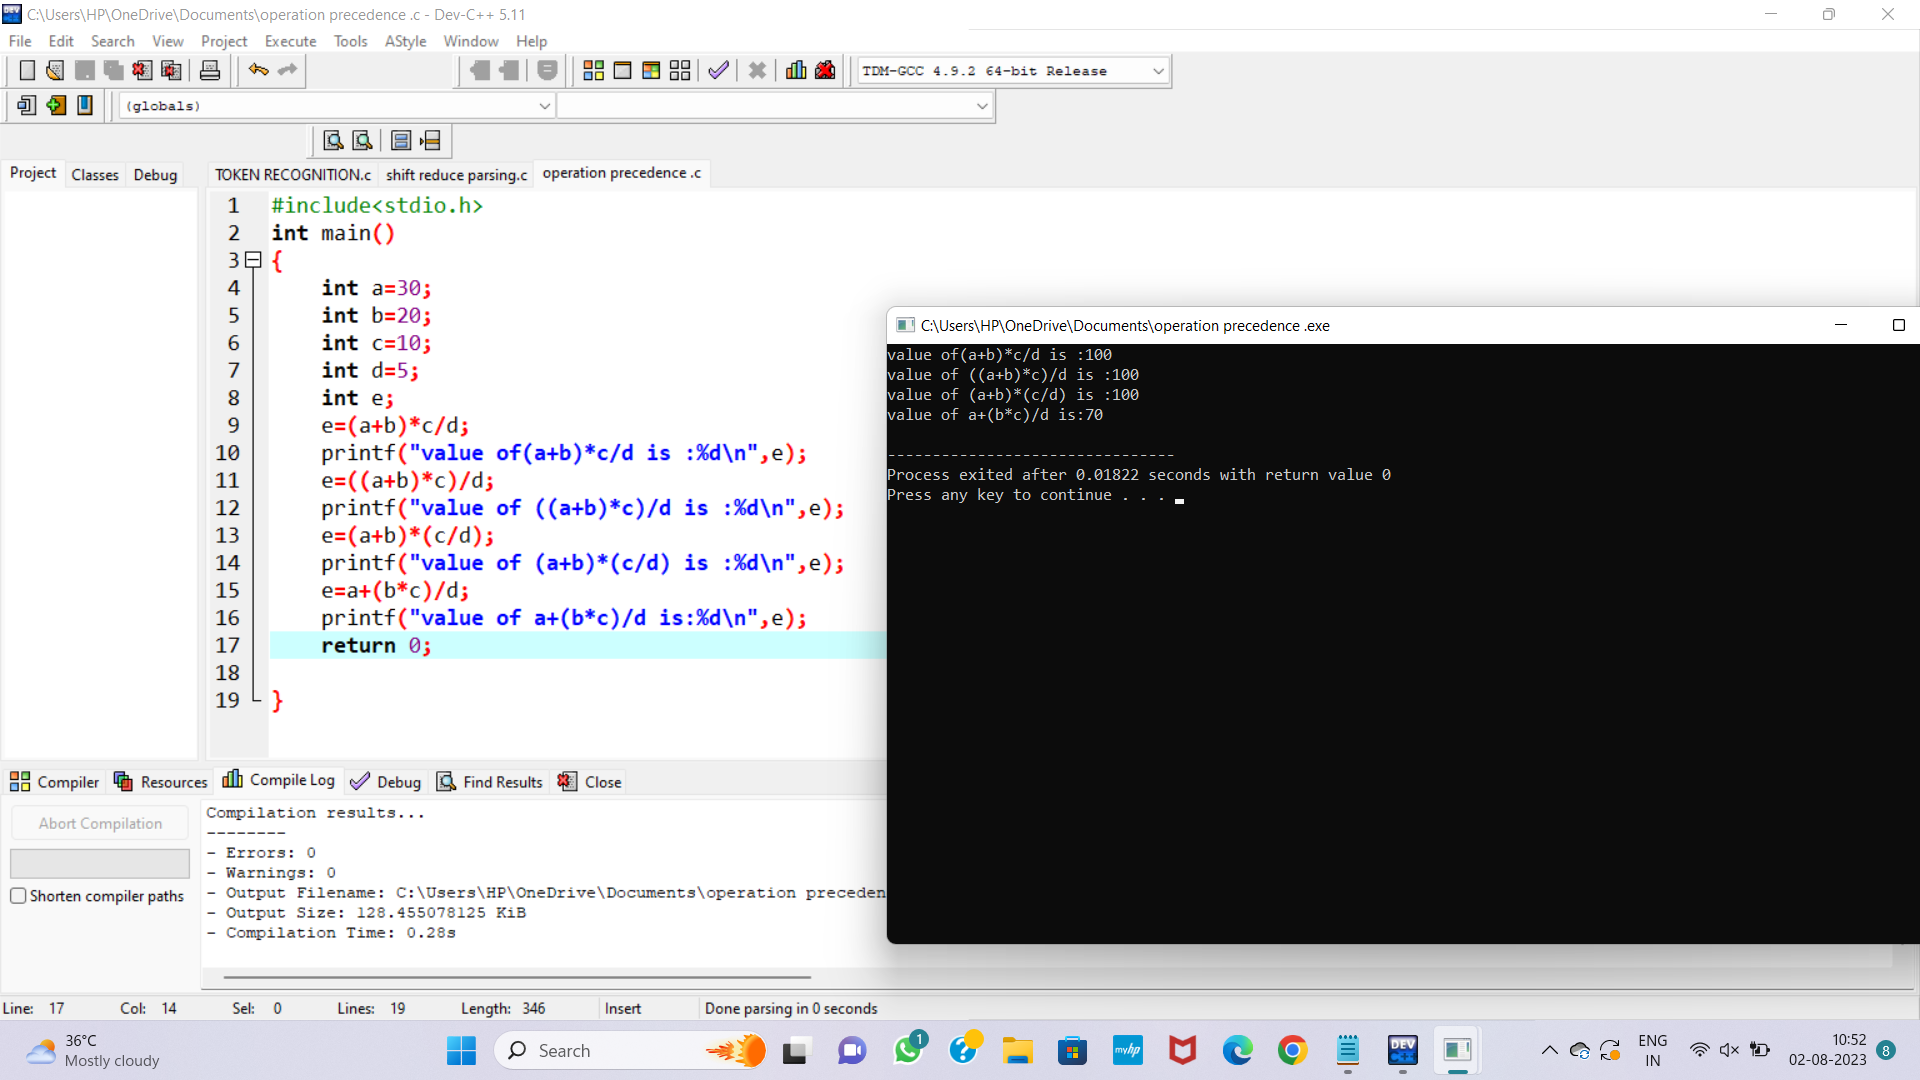 C:\Users\HP\OneDrive\Documents\operation precedence .c - Dev-C++ 5.11
File Edit Search View Project Execute Tools AStyle Window Help
TDM-GCC 4.9.2 64-bit Release
(globals)
Project Classes Debug
TOKEN RECOGNITION.c shift reduce parsing.c operation precedence .c
1 #include<stdio.h>
2 int main()
3 {
4 int a=30;
5 int b=20;
6 int c=10;
7 int d=5;
8 int e;
9 e=(a+b)*c/d;
10 printf("value of(a+b)*c/d is :%d\n",e);
11 e=((a+b)*c)/d;
12 printf("value of ((a+b)*c)/d is :%d\n",e);
13 e=(a+b)*(c/d);
14 printf("value of (a+b)*(c/d) is :%d\n",e);
15 e=a+(b*c)/d;
16 printf("value of a+(b*c)/d is:%d\n",e);
17 return 0;
18
19 }
C:\Users\HP\OneDrive\Documents\operation precedence .exe
value of(a+b)*c/d is :100
value of ((a+b)*c)/d is :100
value of (a+b)*(c/d) is :100
value of a+(b*c)/d is:70
--------------------------------
Process exited after 0.01822 seconds with return value 0
Press any key to continue . . .
Compiler Resources Compile Log Debug Find Results Close
Abort Compilation
Shorten compiler paths
Compilation results...
--------
- Errors: 0
- Warnings: 0
- Output Filename: C:\Users\HP\OneDrive\Documents\operation preceden
- Output Size: 128.455078125 KiB
- Compilation Time: 0.28s
Line: 17 Col: 14 Sel: 0 Lines: 19 Length: 346 Insert Done parsing in 0 seconds
36°C
Mostly cloudy
Search
1
myhp
DEV
C++
ENG
IN
10:52
02-08-2023
8